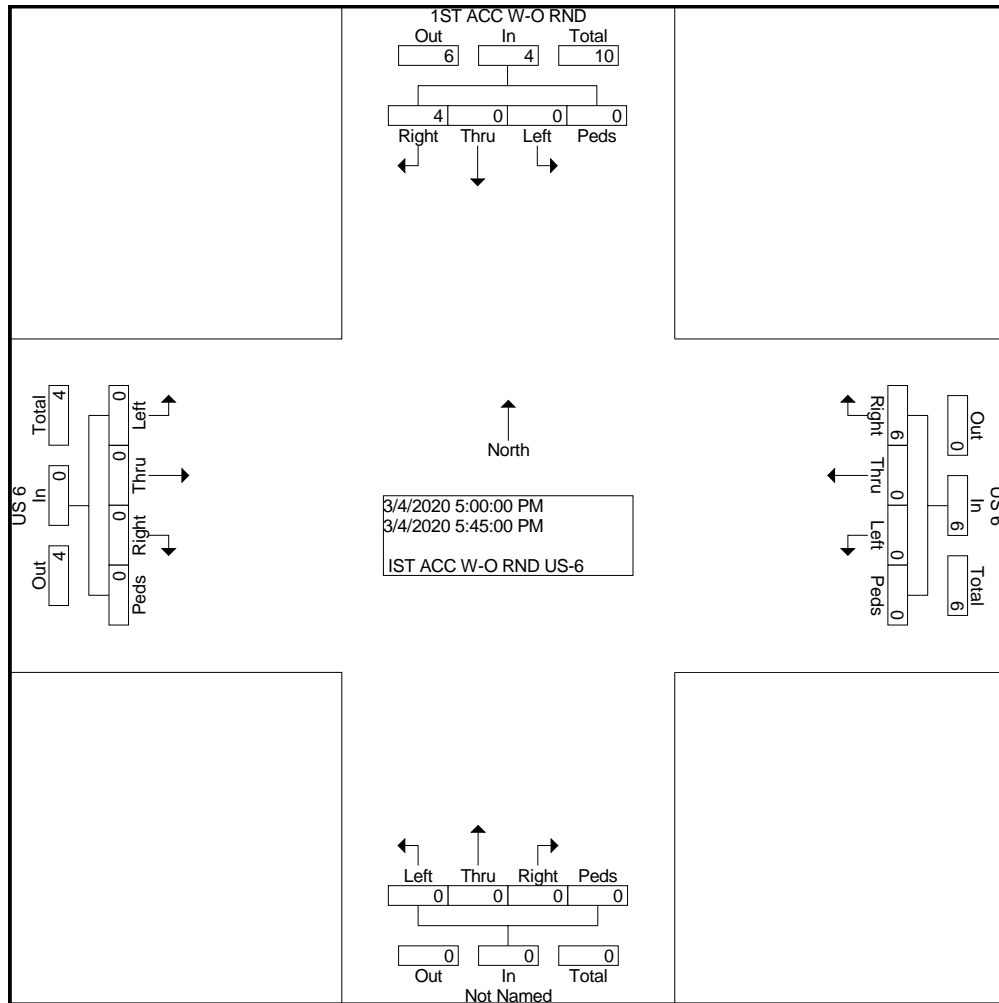 1ST ACC W-O RND
Out In Total
6 4 10
4 0 0 0
Right Thru Left Peds
US 6
Total In Out
4 0 4
0 0 0 0
Left Thru Right Peds
North
3/4/2020 5:00:00 PM
3/4/2020 5:45:00 PM
IST ACC W-O RND US-6
Right Thru Left Peds
6 0 0 0
Out In Total
0 6 6
US 6
Left Thru Right Peds
0 0 0 0
0 0 0
Out In Total
Not Named